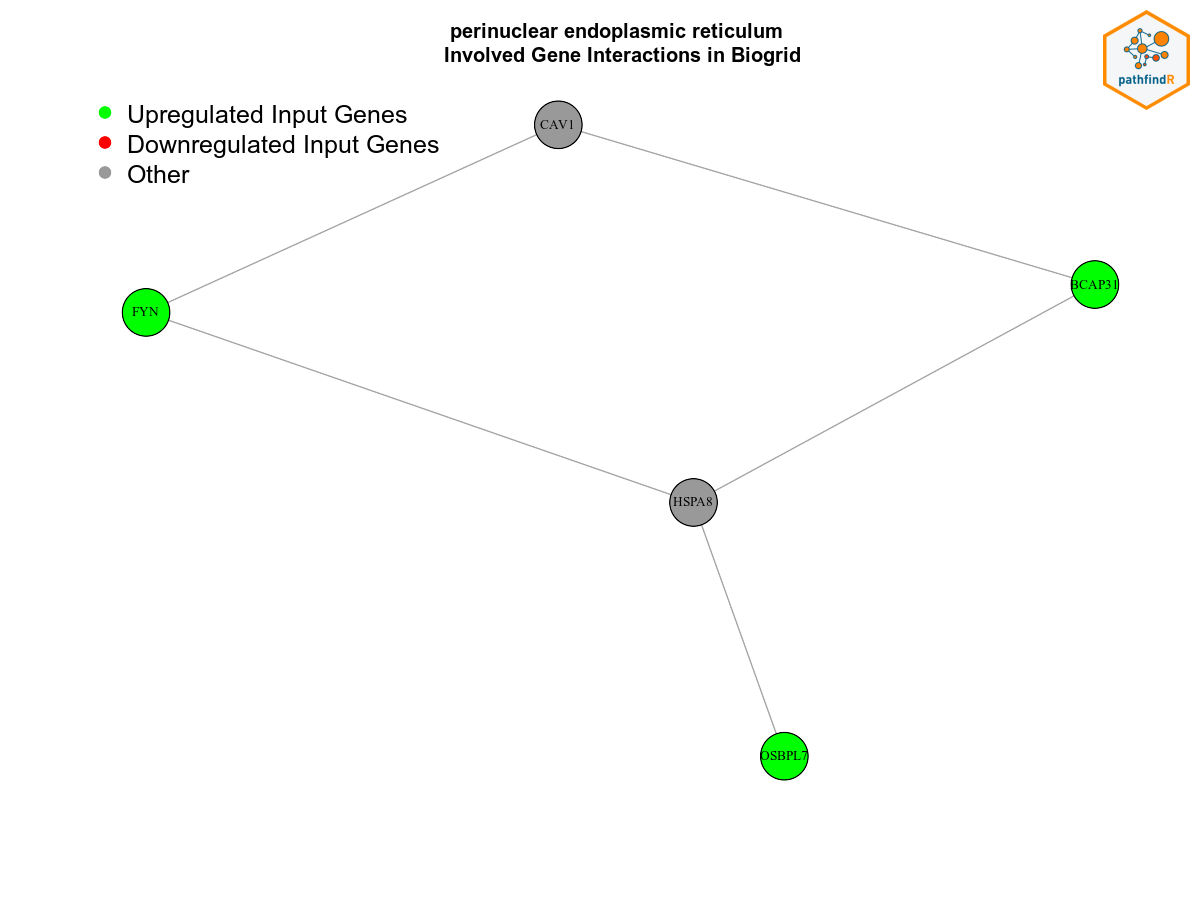 perinuclear endoplasmic reticulum
Involved Gene Interactions in Biogrid
pathfindR
Upregulated Input Genes
Downregulated Input Genes
Other
CAV1
BCAP31
FYN
HSPA8
OSBPL7